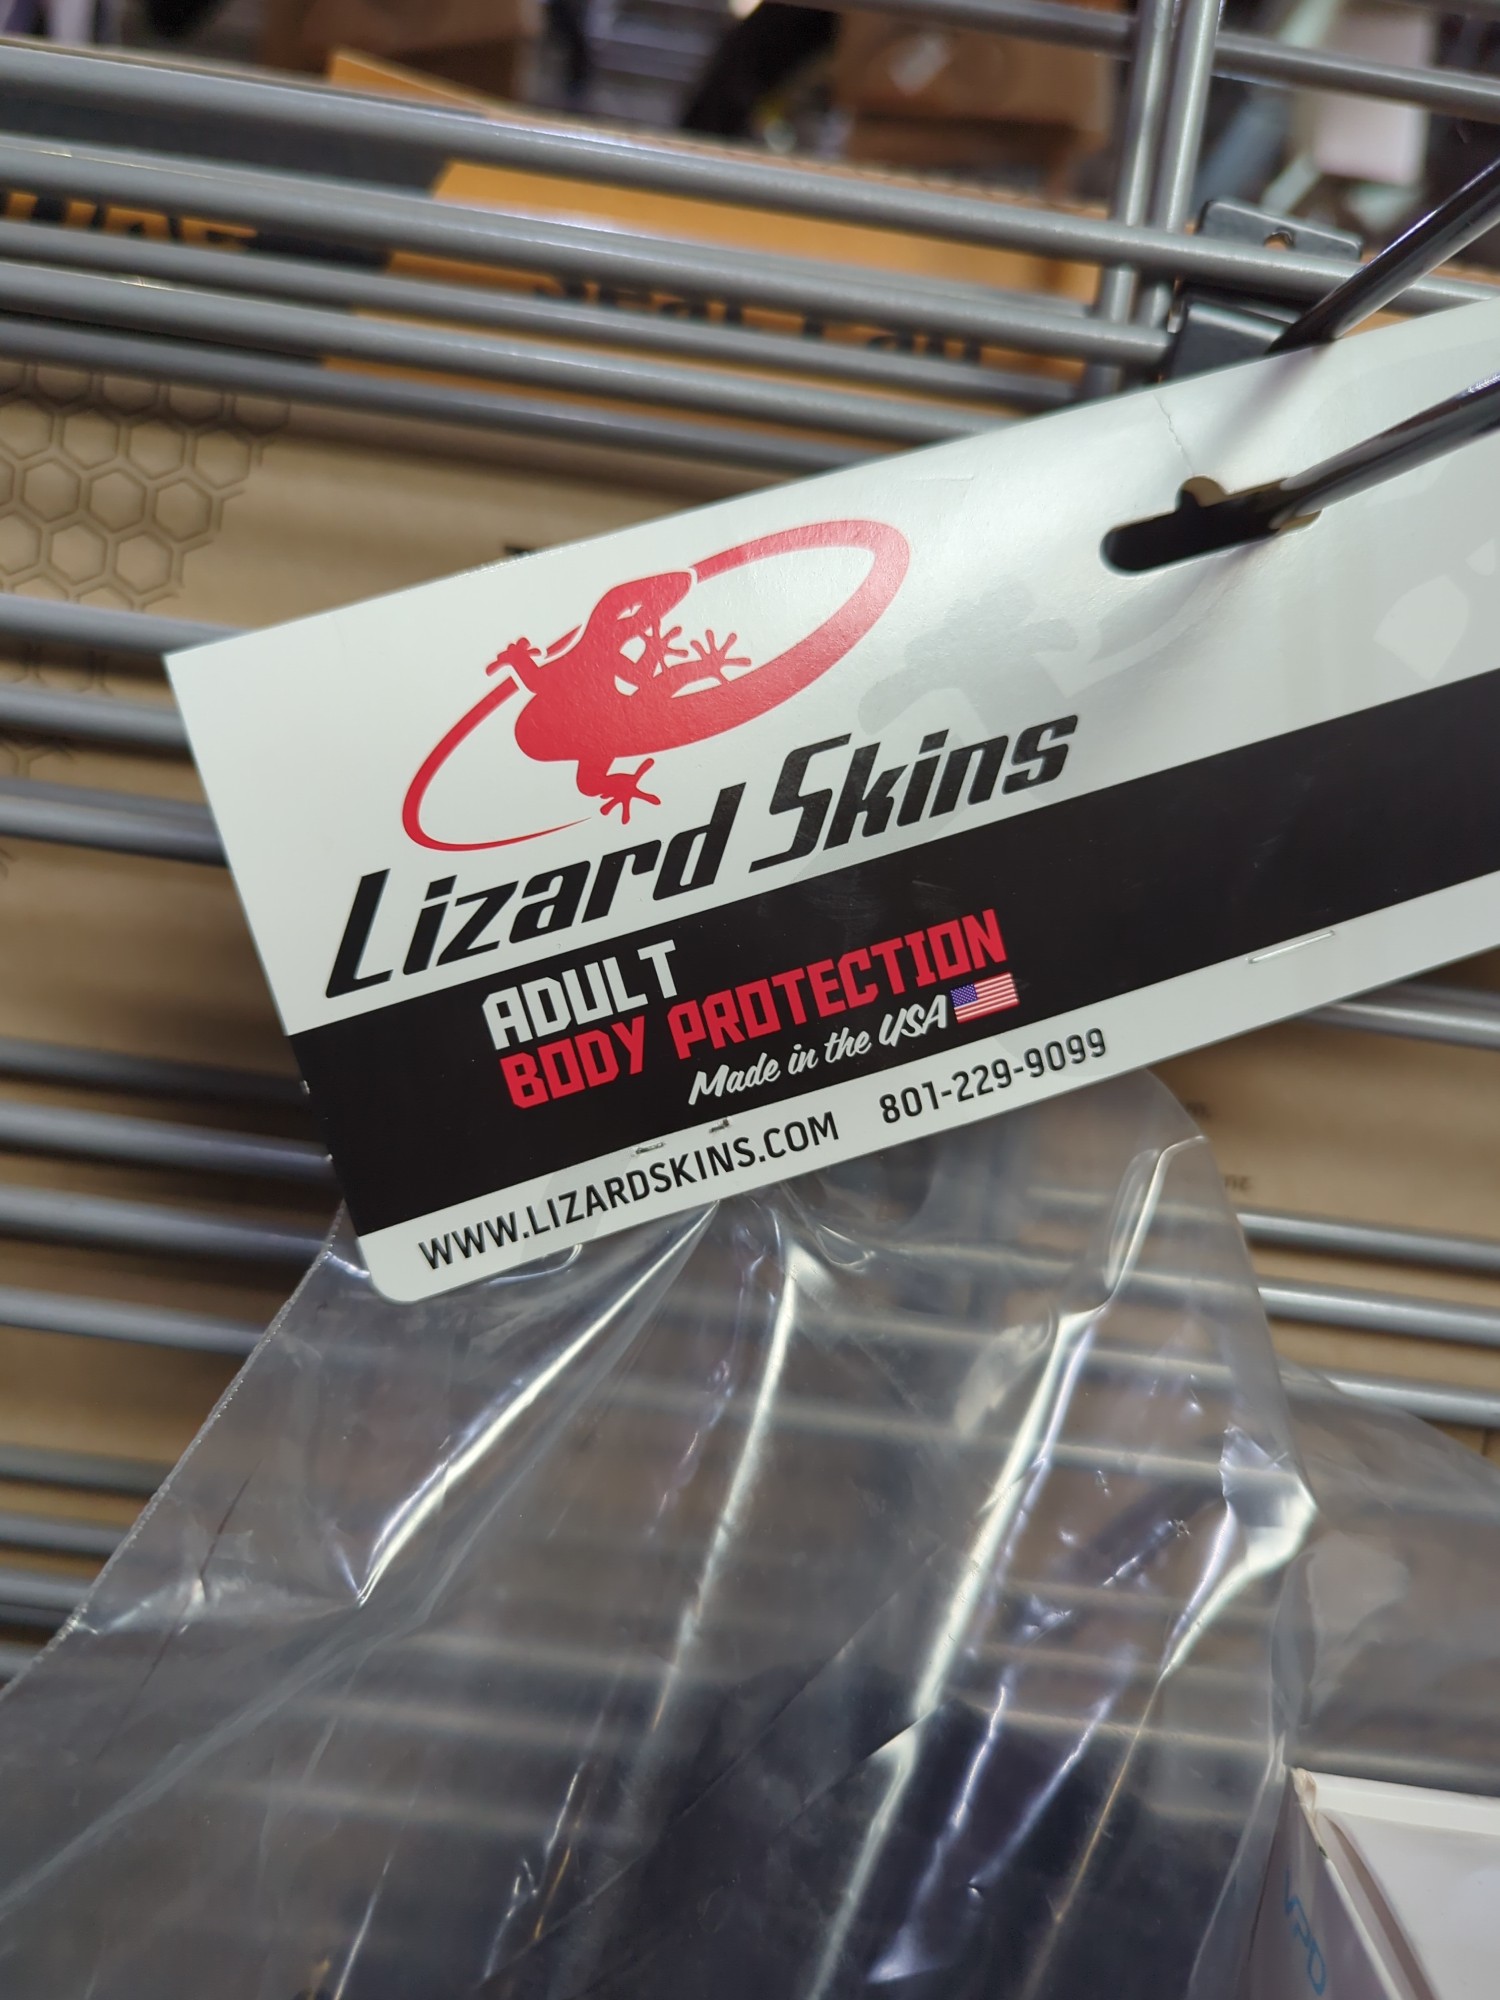 Lizard Skins
ADULT
BODY PROTECTION
Made in the USA
WWW.LIZARDSKINS.COM 801-229-9099